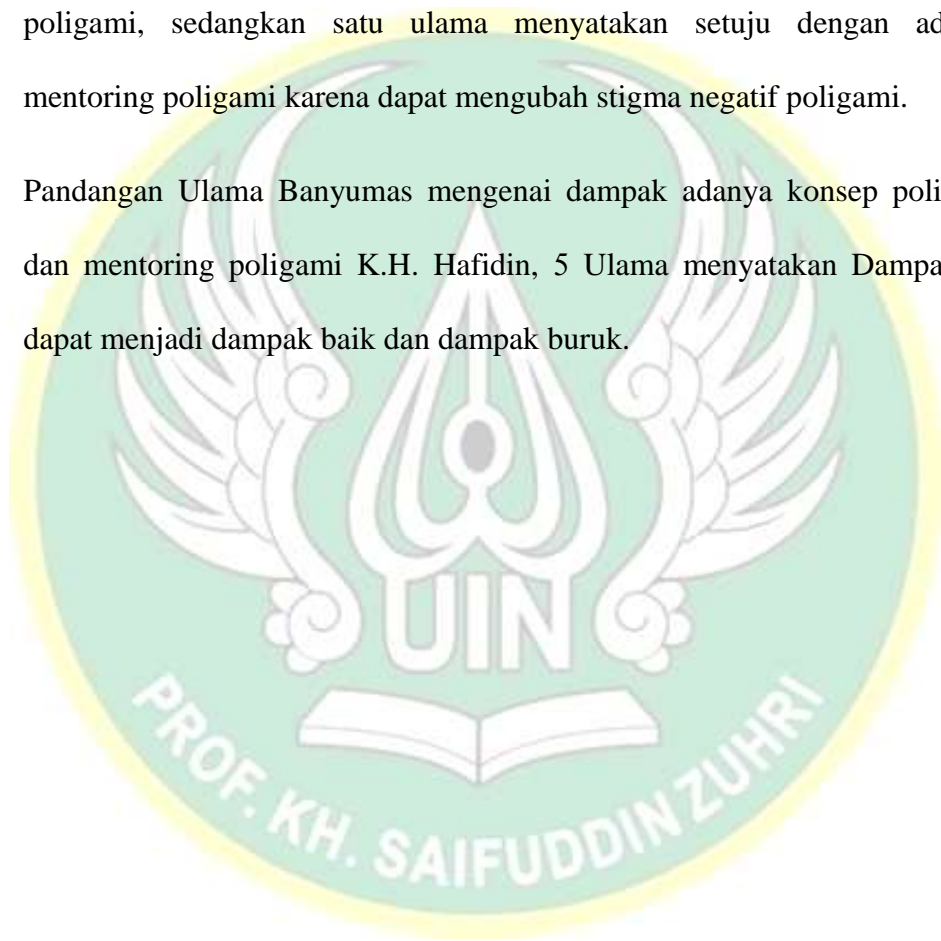 poligami, sedangkan satu ulama menyatakan setuju dengan ad
mentoring poligami karena dapat mengubah stigma negatif poligami.
Pandangan Ulama Banyumas mengenai dampak adanya konsep poli
dan mentoring poligami K.H. Hafidin, 5 Ulama menyatakan Dampa
dapat menjadi dampak baik dan dampak buruk.
UIN
PROF. KH. SAIFUDDIN ZUHRI